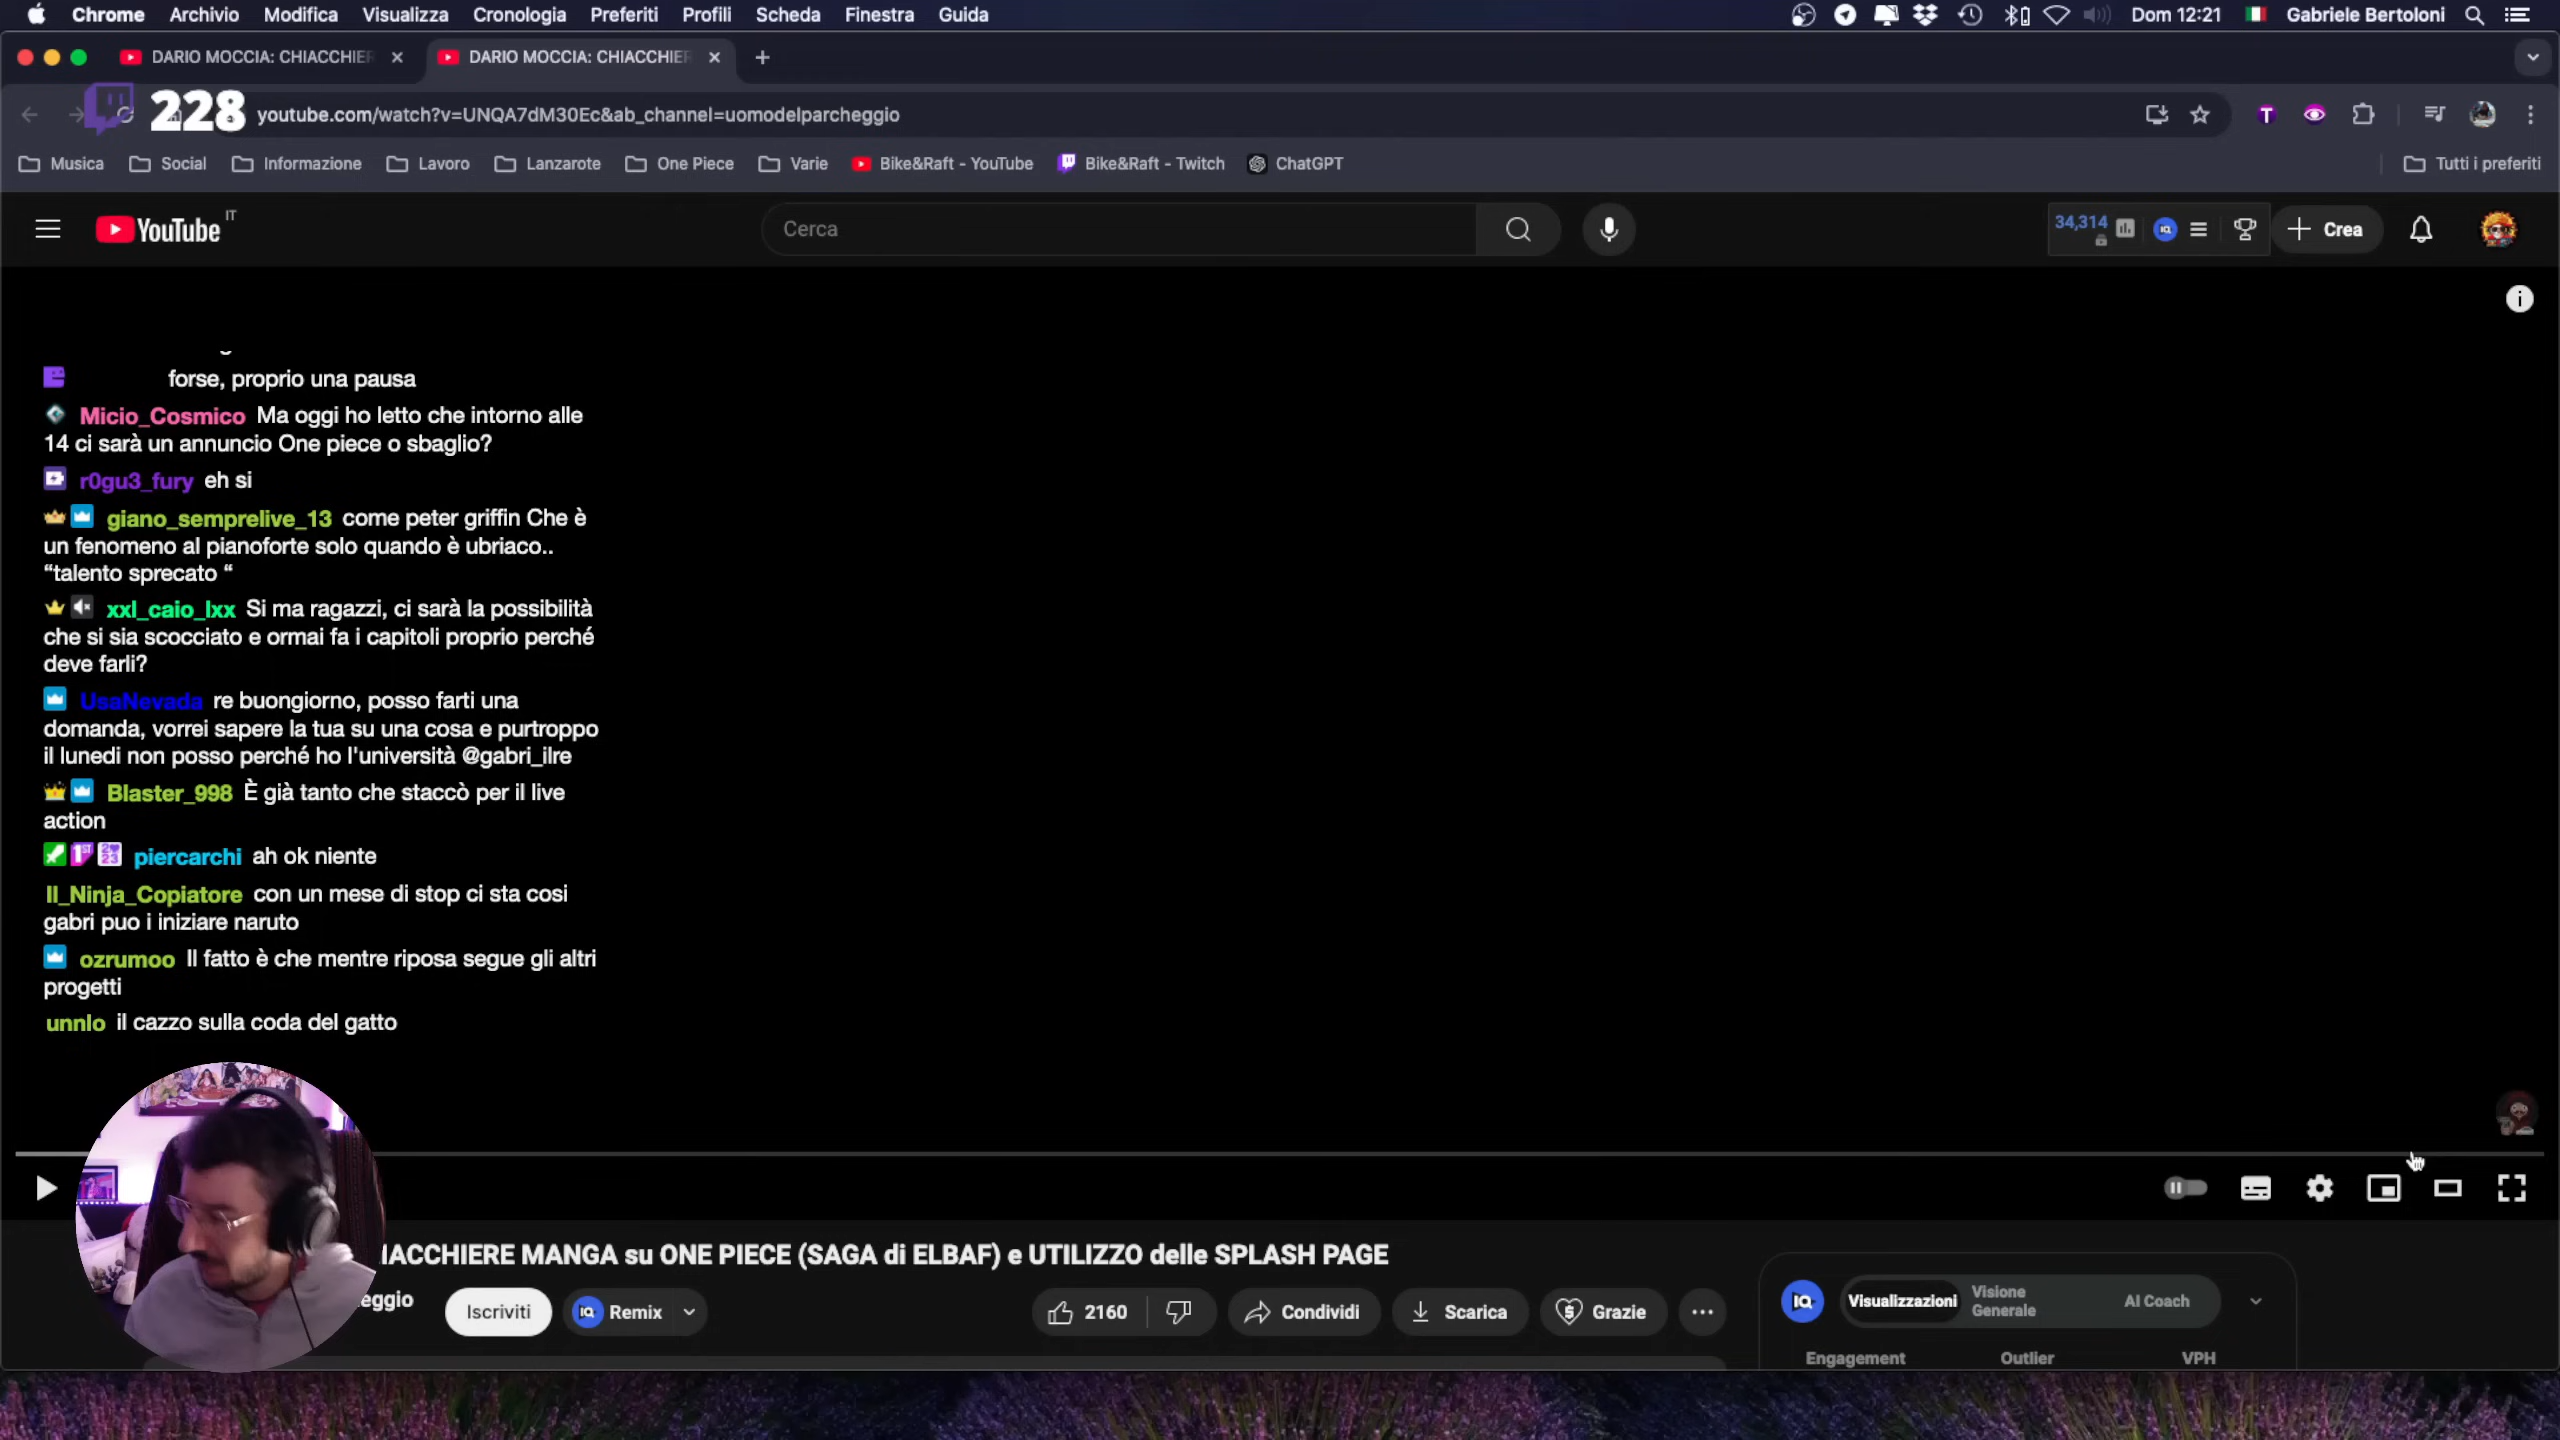 Chrome Archivio Modifica Visualizza Cronologia Preferiti Profili Scheda Finestra Guida Dom 12:21 Gabriele Bertoloni
DARIO MOCCIA: CHIACCHIER DARIO MOCCIA: CHIACCHIER
228 youtube.com/watch?v=UNQA7dM30Ec&ab_channel=uomodelparcheggio
Musica Social Informazione Lavoro Lanzarote One Piece Varie Bike&Raft - YouTube Bike&Raft - Twitch ChatGPT Tutti i preferiti
YouTube IT Cerca 34,314 Crea
forse, proprio una pausa
Micio_Cosmico Ma oggi ho letto che intorno alle
14 ci sarà un annuncio One piece o sbaglio?
r0gu3_fury eh si
giano_semprelive_13 come peter griffin Che è
un fenomeno al pianoforte solo quando è ubriaco..
“talento sprecato “
xxl_caio_lxx Si ma ragazzi, ci sarà la possibilità
che si sia scocciato e ormai fa i capitoli proprio perché
deve farli?
UsaNevada re buongiorno, posso farti una
domanda, vorrei sapere la tua su una cosa e purtroppo
il lunedi non posso perché ho l'università @gabri_ilre
Blaster_998 È già tanto che staccò per il live
action
piercarchi ah ok niente
Il_Ninja_Copiatore con un mese di stop ci sta cosi
gabri puo i iniziare naruto
ozrumoo Il fatto è che mentre riposa segue gli altri
progetti
unnlo il cazzo sulla coda del gatto
IACCHIERE MANGA su ONE PIECE (SAGA di ELBAF) e UTILIZZO delle SPLASH PAGE
eggio Iscriviti Remix 2160 Condividi Scarica Grazie
Visualizzazioni Visione Generale AI Coach
Engagement Outlier VPH